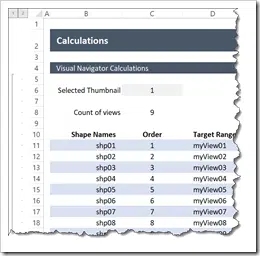 1 2
A B C D
1
2 Calculations
3
4 Visual Navigator Calculations
5
6 Selected Thumbnail 1
7
8 Count of views 9
9
10 Shape Names Order Target Range
11 shp01 1 myView01
12 shp02 2 myView02
13 shp03 3 myView03
14 shp04 4 myView04
15 shp05 5 myView05
16 shp06 6 myView06
17 shp07 7 myView07
18 shp08 8 myView08